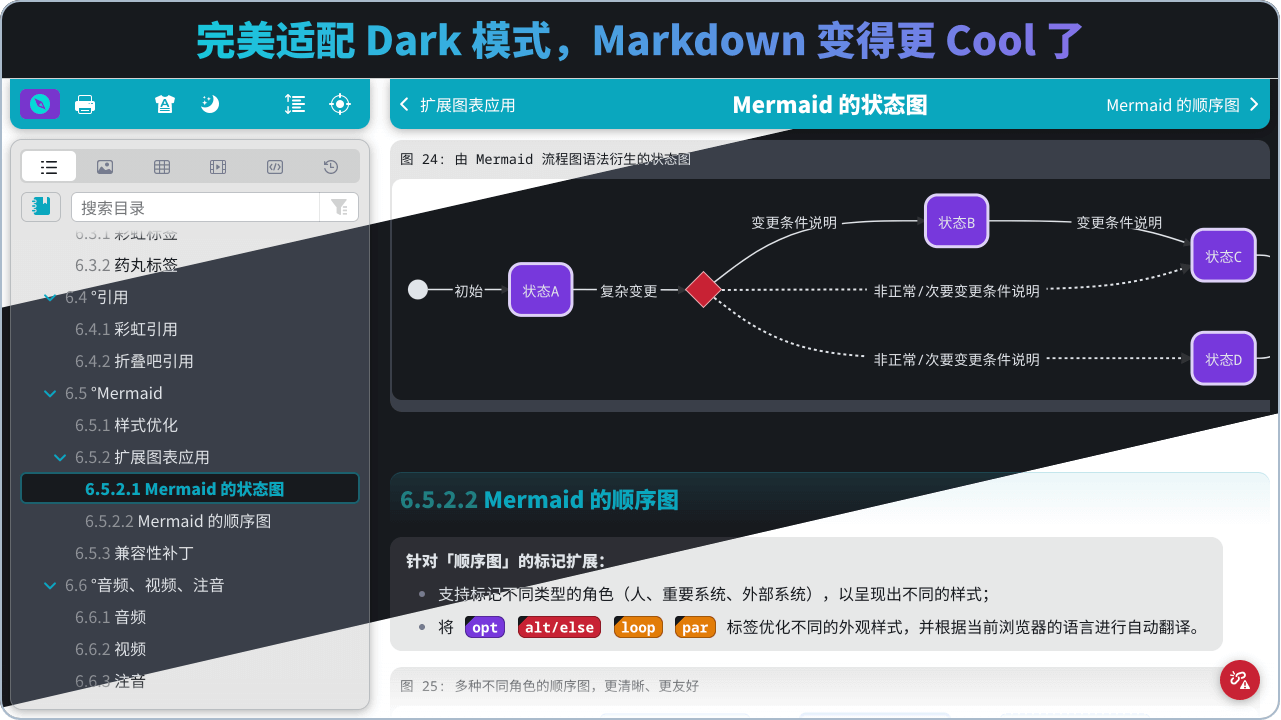 完美适配 Dark 模式，Markdown 变得更 Cool 了
扩展图表应用
Mermaid 的状态图
Mermaid 的顺序图
搜索目录
6.3.1 彩虹标签
6.3.2 药丸标签
6.4 °引用
6.4.1 彩虹引用
6.4.2 折叠吧引用
6.5 °Mermaid
6.5.1 样式优化
6.5.2 扩展图表应用
6.5.2.1 Mermaid 的状态图
6.5.2.2 Mermaid 的顺序图
6.5.3 兼容性补丁
6.6 °音频、视频、注音
6.6.1 音频
6.6.2 视频
6.6.3 注音
图 24: 由 Mermaid 流程图语法衍生的状态图
初始
状态A
复杂变更
变更条件说明
状态B
变更条件说明
状态C
非正常/次要变更条件说明
非正常/次要变更条件说明
状态D
6.5.2.2 Mermaid 的顺序图
针对「顺序图」的标记扩展：
• 支持标记不同类型的角色（人、重要系统、外部系统），以呈现出不同的样式；
• 将 opt alt/else loop par 标签优化不同的外观样式，并根据当前浏览器的语言进行自动翻译。
图 25: 多种不同角色的顺序图，更清晰、更友好